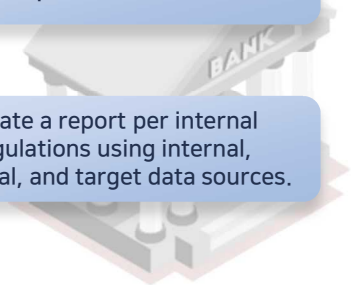 BANK
ate a report per internal
gulations using internal,
al, and target data sources.